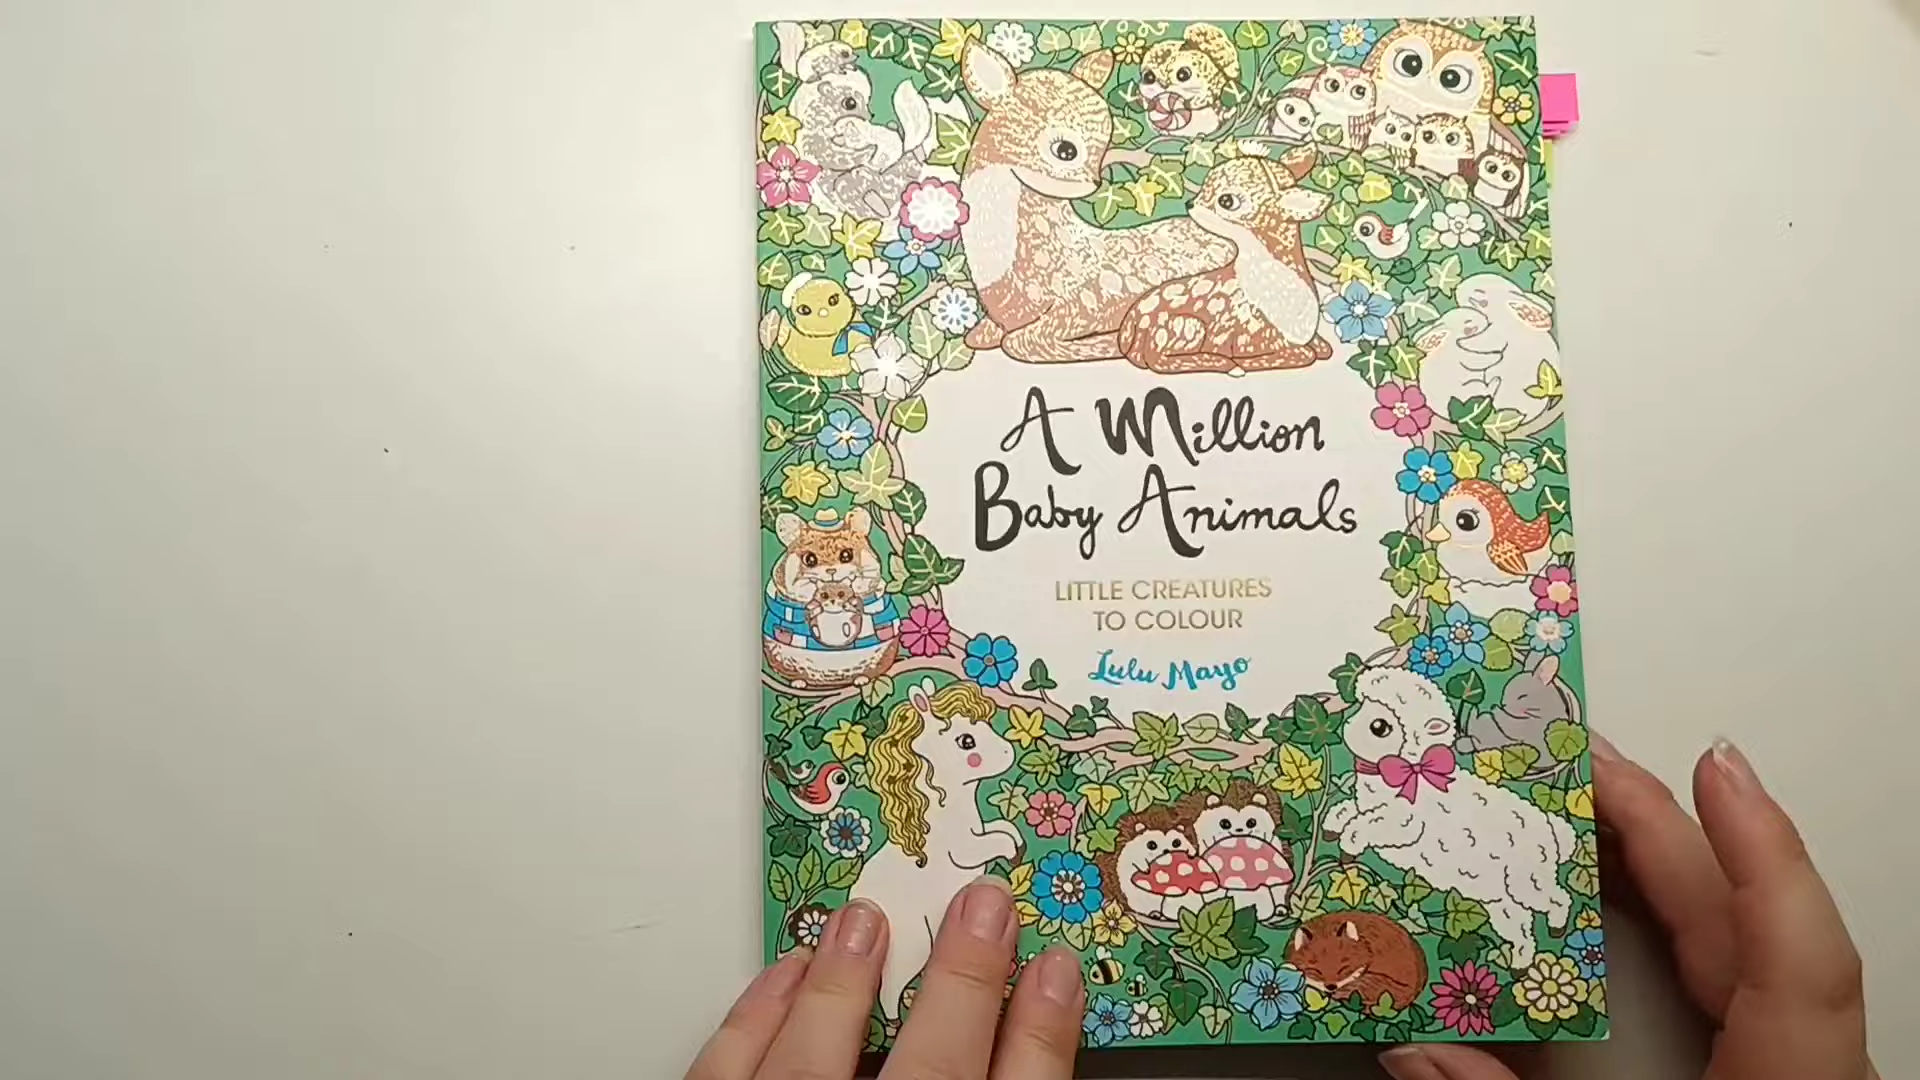 A Million
Baby Animals
LITTLE CREATURES
TO COLOUR
Lulu Mayo